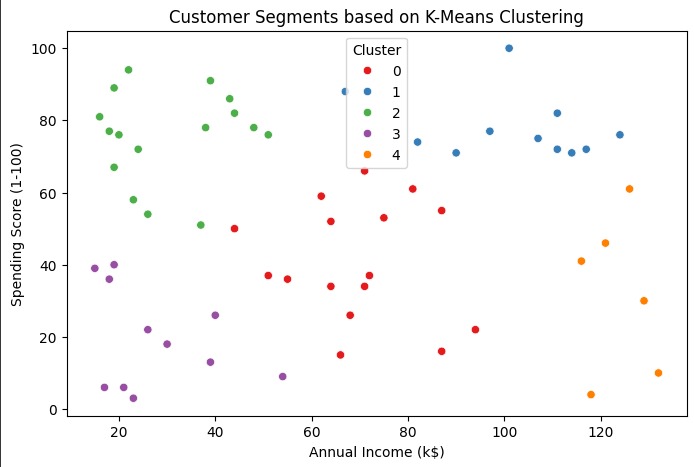 Customer Segments based on K-Means Clustering
Spending Score (1-100)
100
80
60
40
20
0
Cluster
0
1
2
3
4
20 40 60 80 100 120
Annual Income (k$)